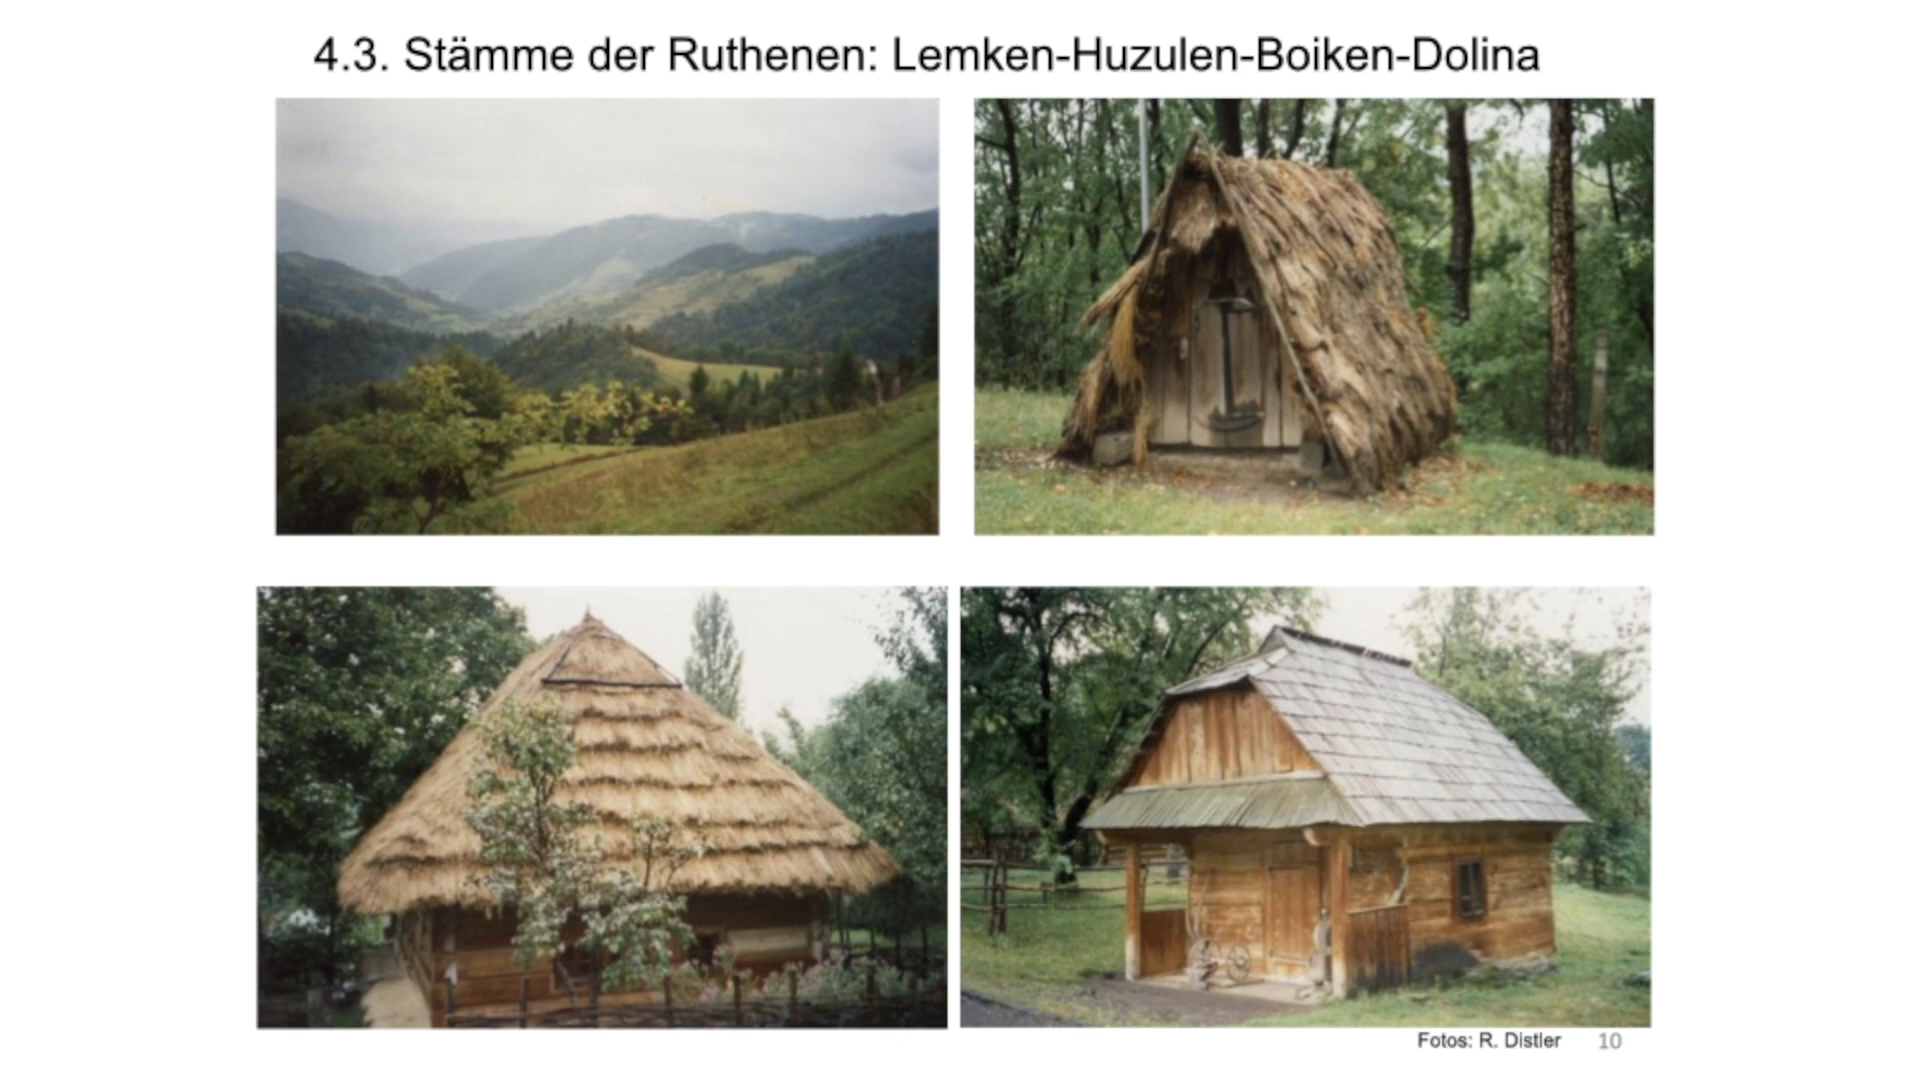 4.3. Stämme der Ruthenen: Lemken-Huzulen-Boiken-Dolina
Fotos: R. Distler
10